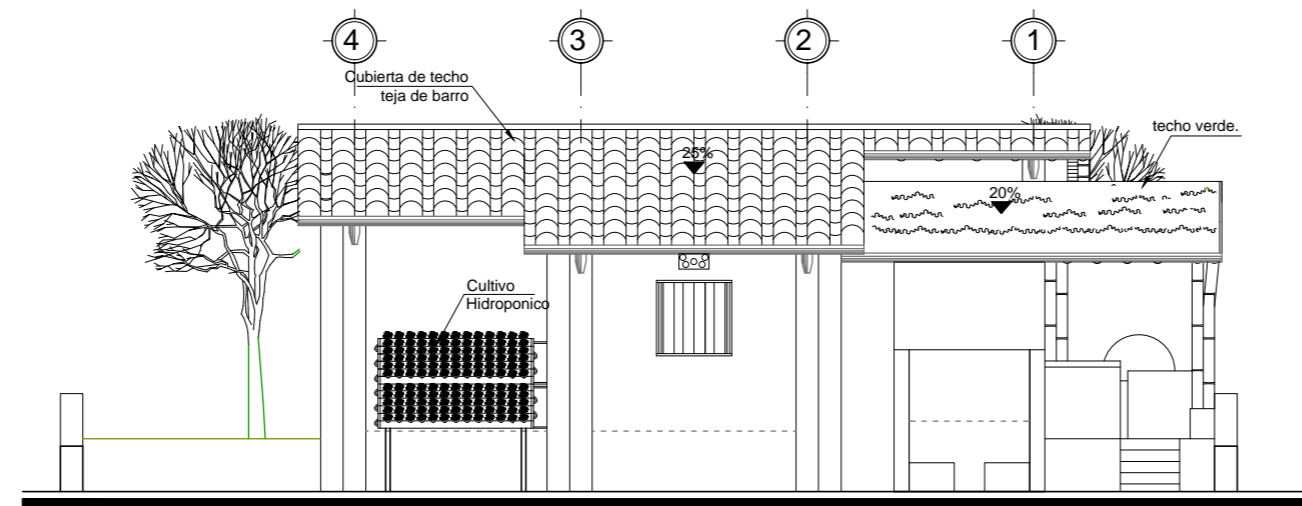 4
3
2
1
Cubierta de techo
teja de barro
techo verde.
25%
20%
Cultivo
Hidroponico